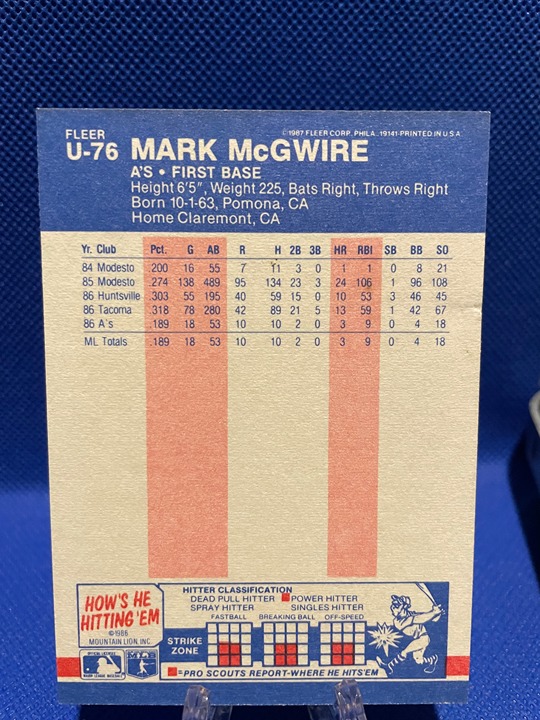 FLEER
U-76 MARK McGWIRE
©1987 FLEER CORP. PHILA. 19141-PRINTED IN U.S.A
A'S • FIRST BASE
Height 6'5", Weight 225, Bats Right, Throws Right
Born 10-1-63, Pomona, CA
Home Claremont, CA
Yr. Club Pct. G AB R H 2B 3B HR RBI SB BB SO
84 Modesto .200 16 55 7 11 3 0 1 1 0 8 21
85 Modesto .274 138 489 95 134 23 3 24 106 1 96 108
86 Huntsville .303 55 195 40 59 15 0 10 53 3 46 45
86 Tacoma .318 78 280 42 89 21 5 13 59 1 42 67
86 A's .189 18 53 10 10 2 0 3 9 0 4 18
ML Totals .189 18 53 10 10 2 0 3 9 0 4 18
HOW'S HE
HITTING 'EM
©1986
MOUNTAIN LION, INC.
HITTER CLASSIFICATION
DEAD PULL HITTER POWER HITTER
SPRAY HITTER SINGLES HITTER
FASTBALL BREAKING BALL OFF-SPEED
STRIKE
ZONE
=PRO SCOUTS REPORT-WHERE HE HITS'EM
OFFICIAL LICENSEE
MAJOR LEAGUE BASEBALL